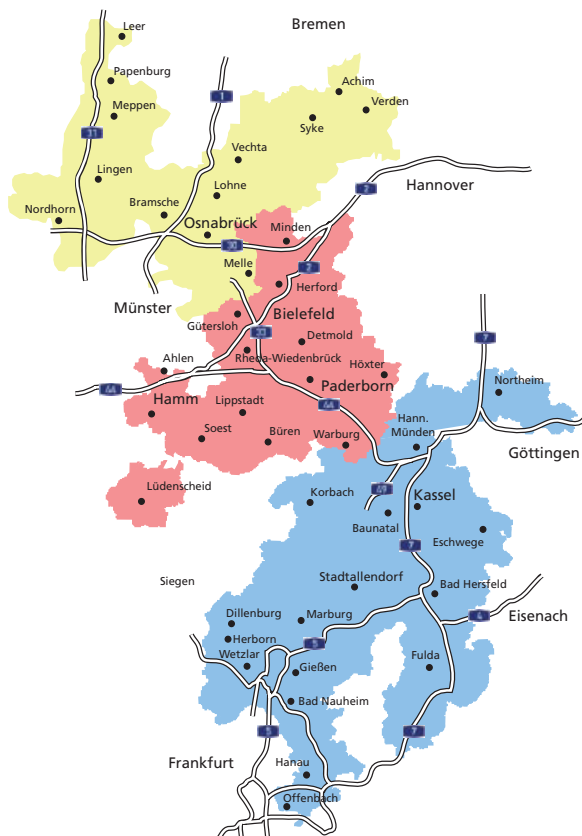 Leer
Bremen
Papenburg
Achim
1
Meppen
Verden
Syke
31
Vechta
Lingen
2
Hannover
Lohne
Nordhorn
Bramsche
Osnabrück
Minden
30
Melle
2
Herford
Münster
Gütersloh
Bielefeld
33
7
Detmold
Rheda-Wiedenbrück
Ahlen
Höxter
44
Paderborn
Northeim
Hamm
Lippstadt
44
Hann.
Münden
Soest
Büren
Warburg
Göttingen
Lüdenscheid
49
Korbach
Kassel
Baunatal
7
Eschwege
Siegen
Stadtallendorf
Bad Hersfeld
Dillenburg
Marburg
4
Eisenach
Herborn
5
Wetzlar
Gießen
Fulda
Bad Nauheim
5
7
Frankfurt
Hanau
Offenbach